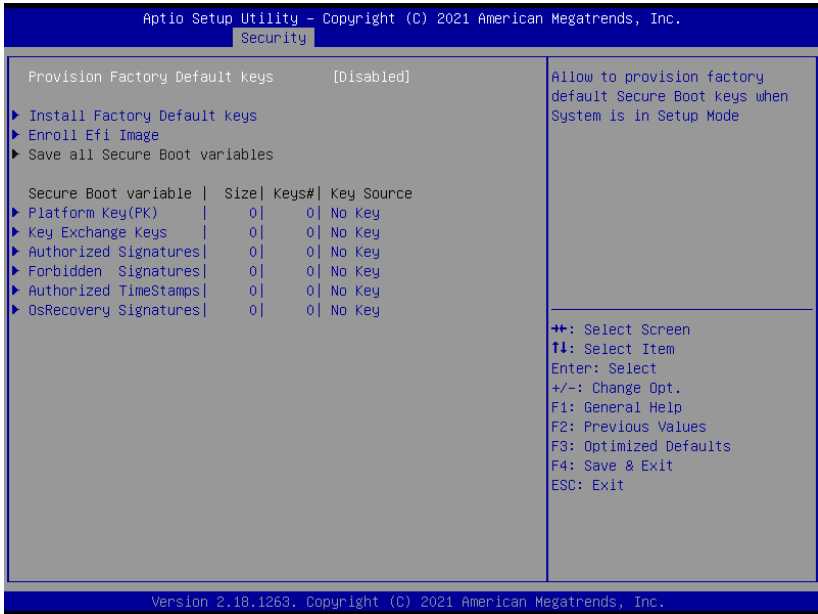 Aptio Setup Utility – Copyright (C) 2021 American Megatrends, Inc.
Security
Provision Factory Default keys [Disabled]
Install Factory Default keys
Enroll Efi Image
Save all Secure Boot variables
Secure Boot variable | Size| Keys#| Key Source
Platform Key(PK) | 0| 0| No Key
Key Exchange Keys | 0| 0| No Key
Authorized Signatures| 0| 0| No Key
Forbidden Signatures| 0| 0| No Key
Authorized TimeStamps| 0| 0| No Key
OsRecovery Signatures| 0| 0| No Key
Allow to provision factory
default Secure Boot keys when
System is in Setup Mode
→←: Select Screen
↑↓: Select Item
Enter: Select
+/-: Change Opt.
F1: General Help
F2: Previous Values
F3: Optimized Defaults
F4: Save & Exit
ESC: Exit
Version 2.18.1263. Copyright (C) 2021 American Megatrends, Inc.